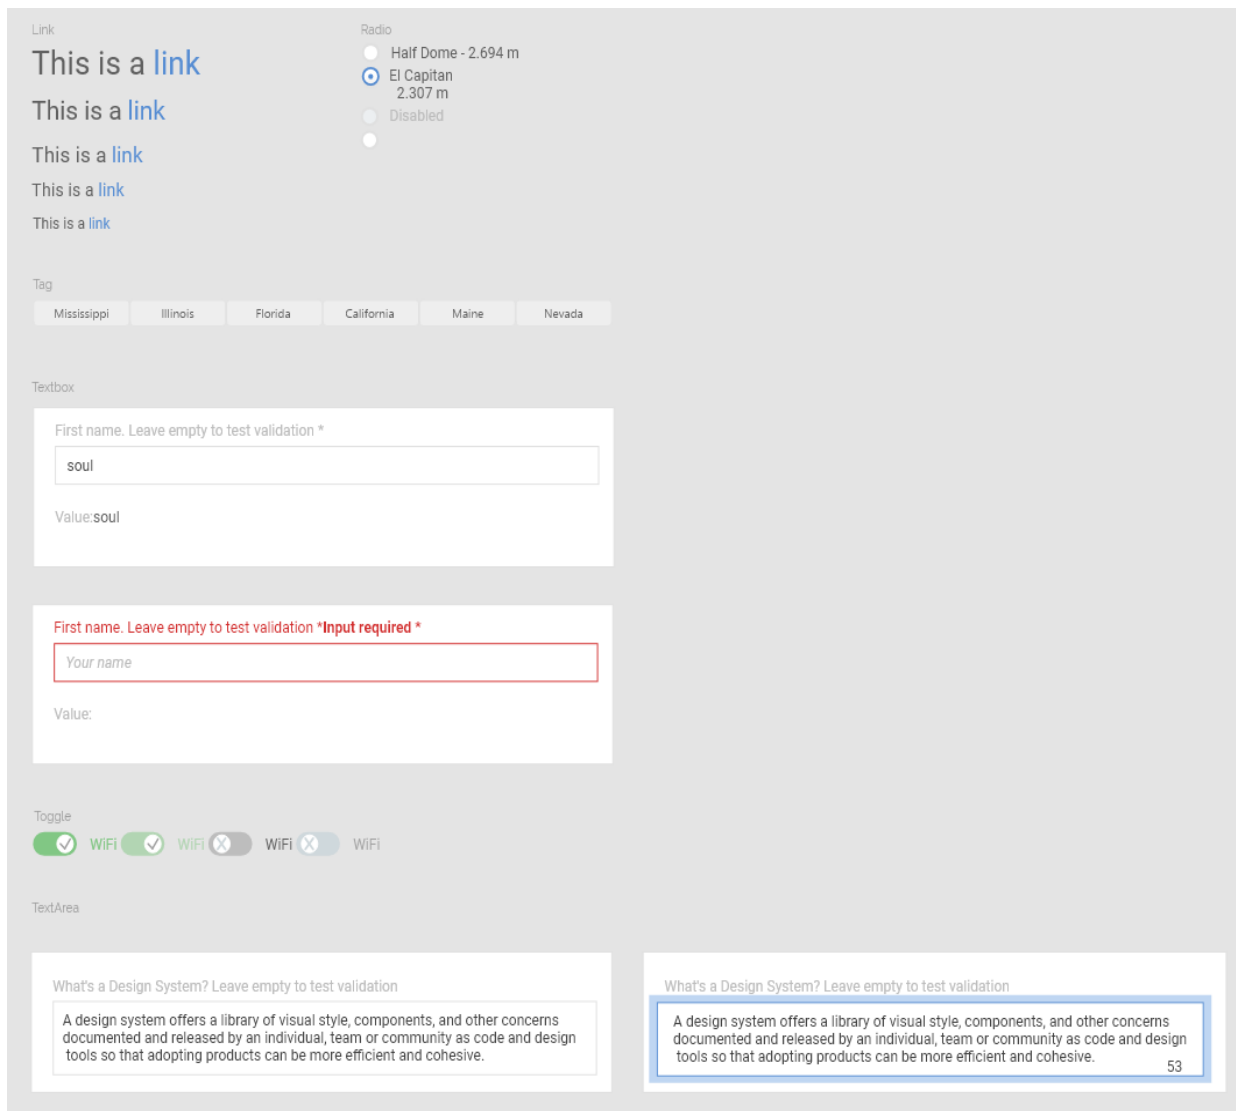 Link
This is a link
This is a link
This is a link
This is a link
This is a link
Radio
Half Dome - 2.694 m
El Capitan
2.307 m
Disabled
Tag
Mississippi Illinois Florida California Maine Nevada
Textbox
First name. Leave empty to test validation *
soul
Value:soul
First name. Leave empty to test validation *Input required *
Your name
Value:
Toggle
WiFi WiFi WiFi WiFi
TextArea
What's a Design System? Leave empty to test validation
A design system offers a library of visual style, components, and other concerns
documented and released by an individual, team or community as code and design
tools so that adopting products can be more efficient and cohesive.
What's a Design System? Leave empty to test validation
A design system offers a library of visual style, components, and other concerns
documented and released by an individual, team or community as code and design
tools so that adopting products can be more efficient and cohesive.
53